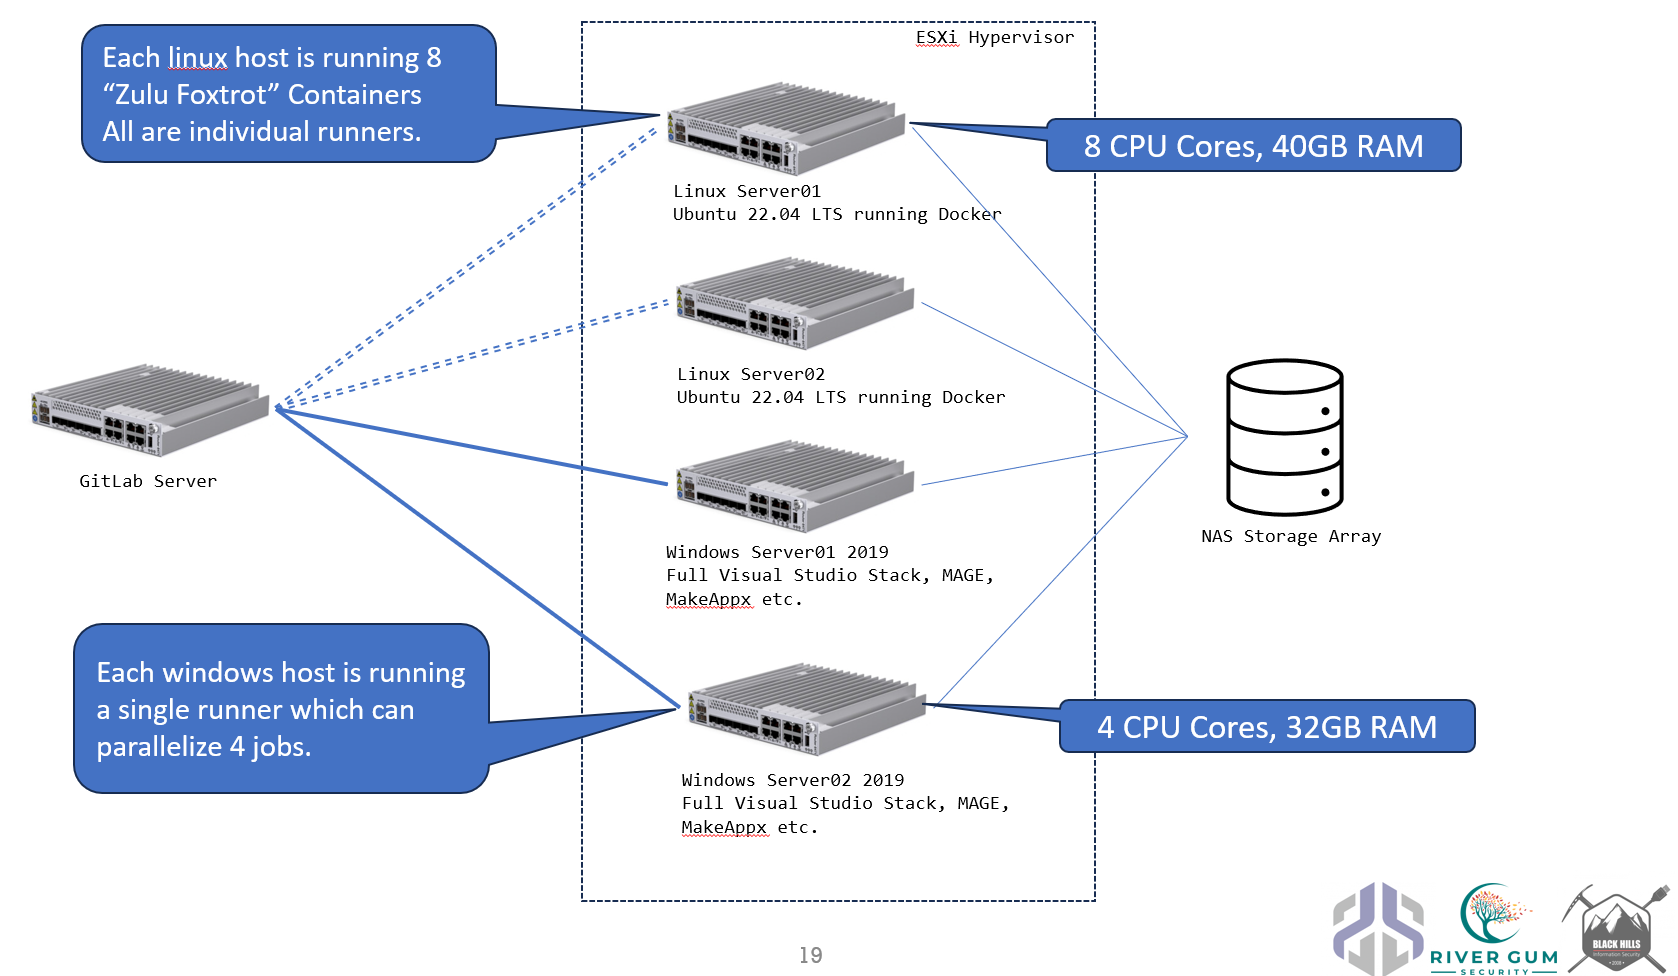 Each linux host is running 8
“Zulu Foxtrot” Containers
All are individual runners.
ESXi Hypervisor
8 CPU Cores, 40GB RAM
Linux Server01
Ubuntu 22.04 LTS running Docker
Linux Server02
Ubuntu 22.04 LTS running Docker
GitLab Server
NAS Storage Array
Windows Server01 2019
Full Visual Studio Stack, MAGE,
MakeAppx etc.
Each windows host is running
a single runner which can
parallelize 4 jobs.
4 CPU Cores, 32GB RAM
Windows Server02 2019
Full Visual Studio Stack, MAGE,
MakeAppx etc.
19
RIVER GUM
SECURITY
BLACK HILLS
Information Security
• 2008 •